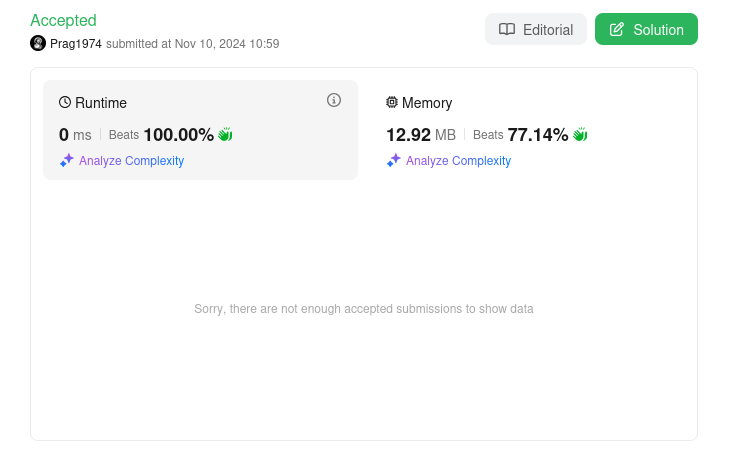 Accepted
Prag1974 submitted at Nov 10, 2024 10:59
Editorial
Solution
Runtime
0 ms Beats 100.00%
Analyze Complexity
Memory
12.92 MB Beats 77.14%
Analyze Complexity
Sorry, there are not enough accepted submissions to show data